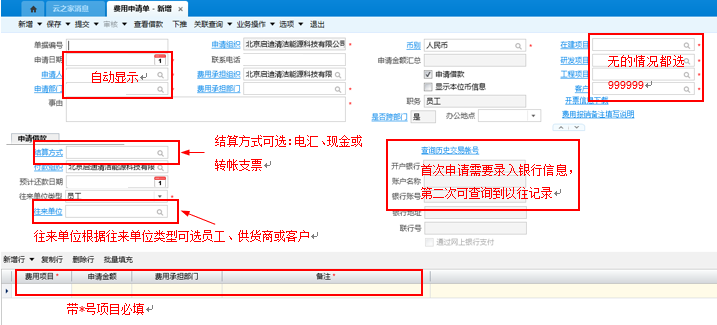 云之家消息 费用申请单 - 新增 ×
新增 保存 提交 审核 查看借款 下推 关联查询 业务操作 选项 退出
单据编号 申请组织 北京启迪清洁能源科技有限公司 * 币别 人民币 * 在建项目 *
申请日期 * 联系电话 申请金额汇总 研发项目 *
自动显示
申请人 * 费用承担组织 北京启迪清洁能源科技有限 * 申请借款 工程项目 *
无的情况都选
999999
申请部门 * 费用承担部门 * 显示本位币信息 客户 *
事由 * 职务 员工 开票信息下载
是否跨部门 是 办公地点 费用报销备注填写说明
申请借款
结算方式可选:电汇、现金或
转帐支票
结算方式 查询历史交易帐号
付款组织 北京启迪清洁能源科技有限 开户银行
首次申请需要录入银行信息，
第二次可查询到以往记录
预计还款日期 账户名称
往来单位类型 员工 银行账号
往来单位 银行地址
往来单位根据往来单位类型可选员工、供货商或客户
联行号
通过网上银行支付
新增行 复制行 删除行 批量填充
费用项目 * 申请金额 费用承担部门 备注 *
带*号项目必填